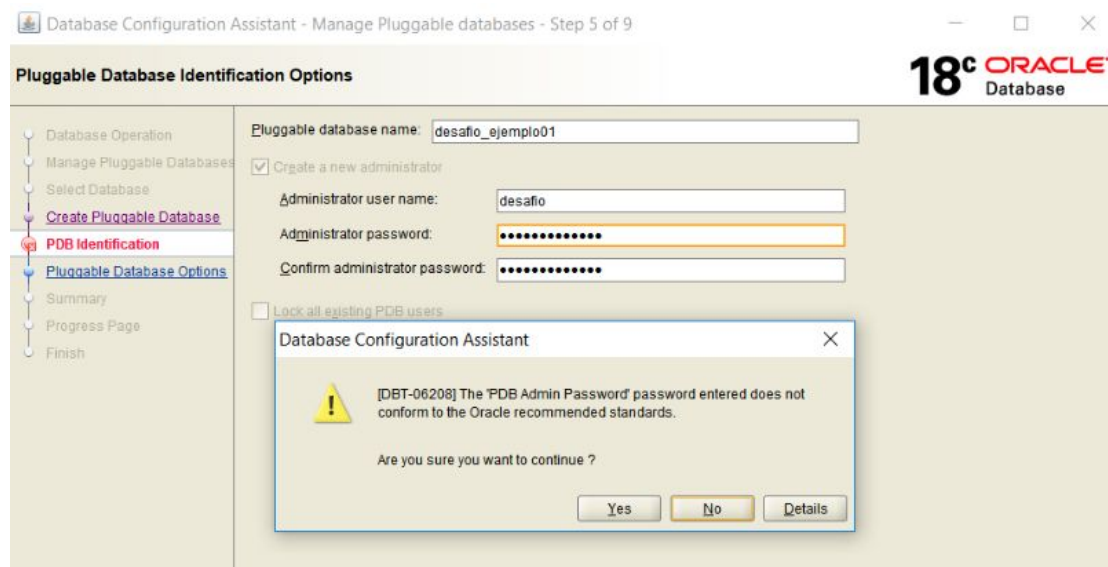 Database Configuration Assistant - Manage Pluggable databases - Step 5 of 9
Pluggable Database Identification Options
18c ORACLE
Database
Database Operation
Manage Pluggable Databases
Select Database
Create Pluggable Database
PDB Identification
Pluggable Database Options
Summary
Progress Page
Finish
Pluggable database name: desafio_ejemplo01
Create a new administrator
Administrator user name: desafio
Administrator password: •••••••••••••
Confirm administrator password: •••••••••••••
Lock all existing PDB users
Database Configuration Assistant
[DBT-06208] The 'PDB Admin Password' password entered does not
conform to the Oracle recommended standards.
Are you sure you want to continue ?
Yes No Details